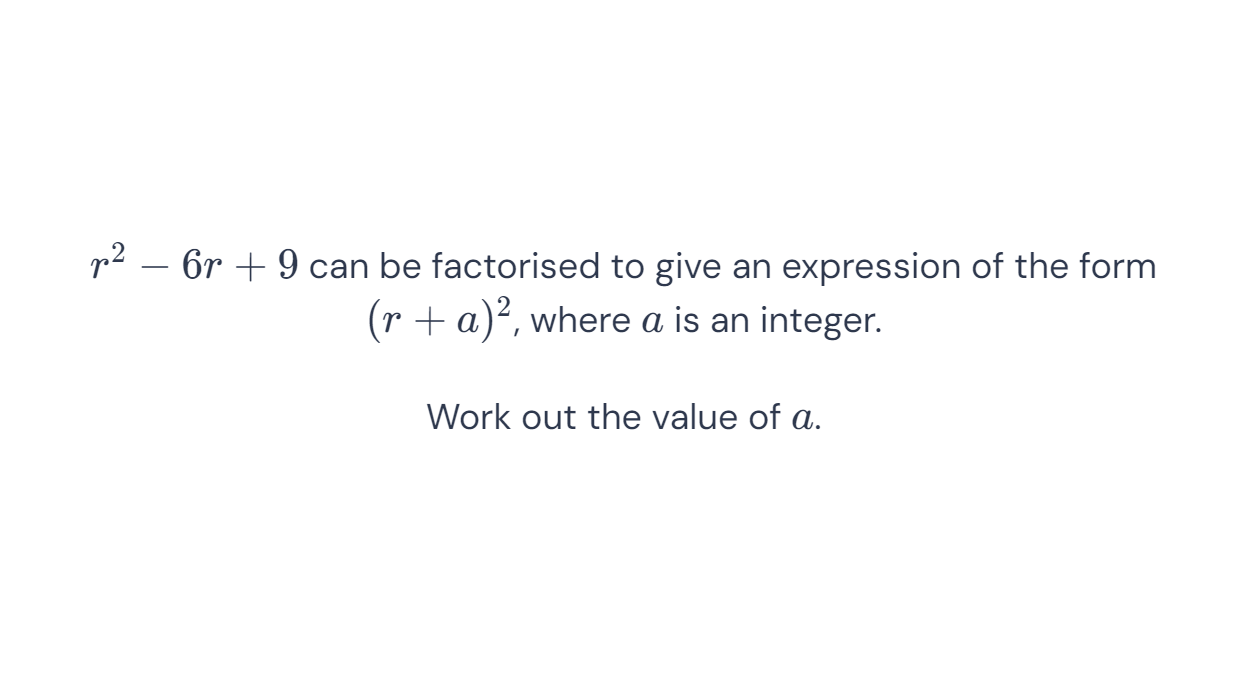 r² − 6r + 9 can be factorised to give an expression of the form
(r + a)², where a is an integer.
Work out the value of a.